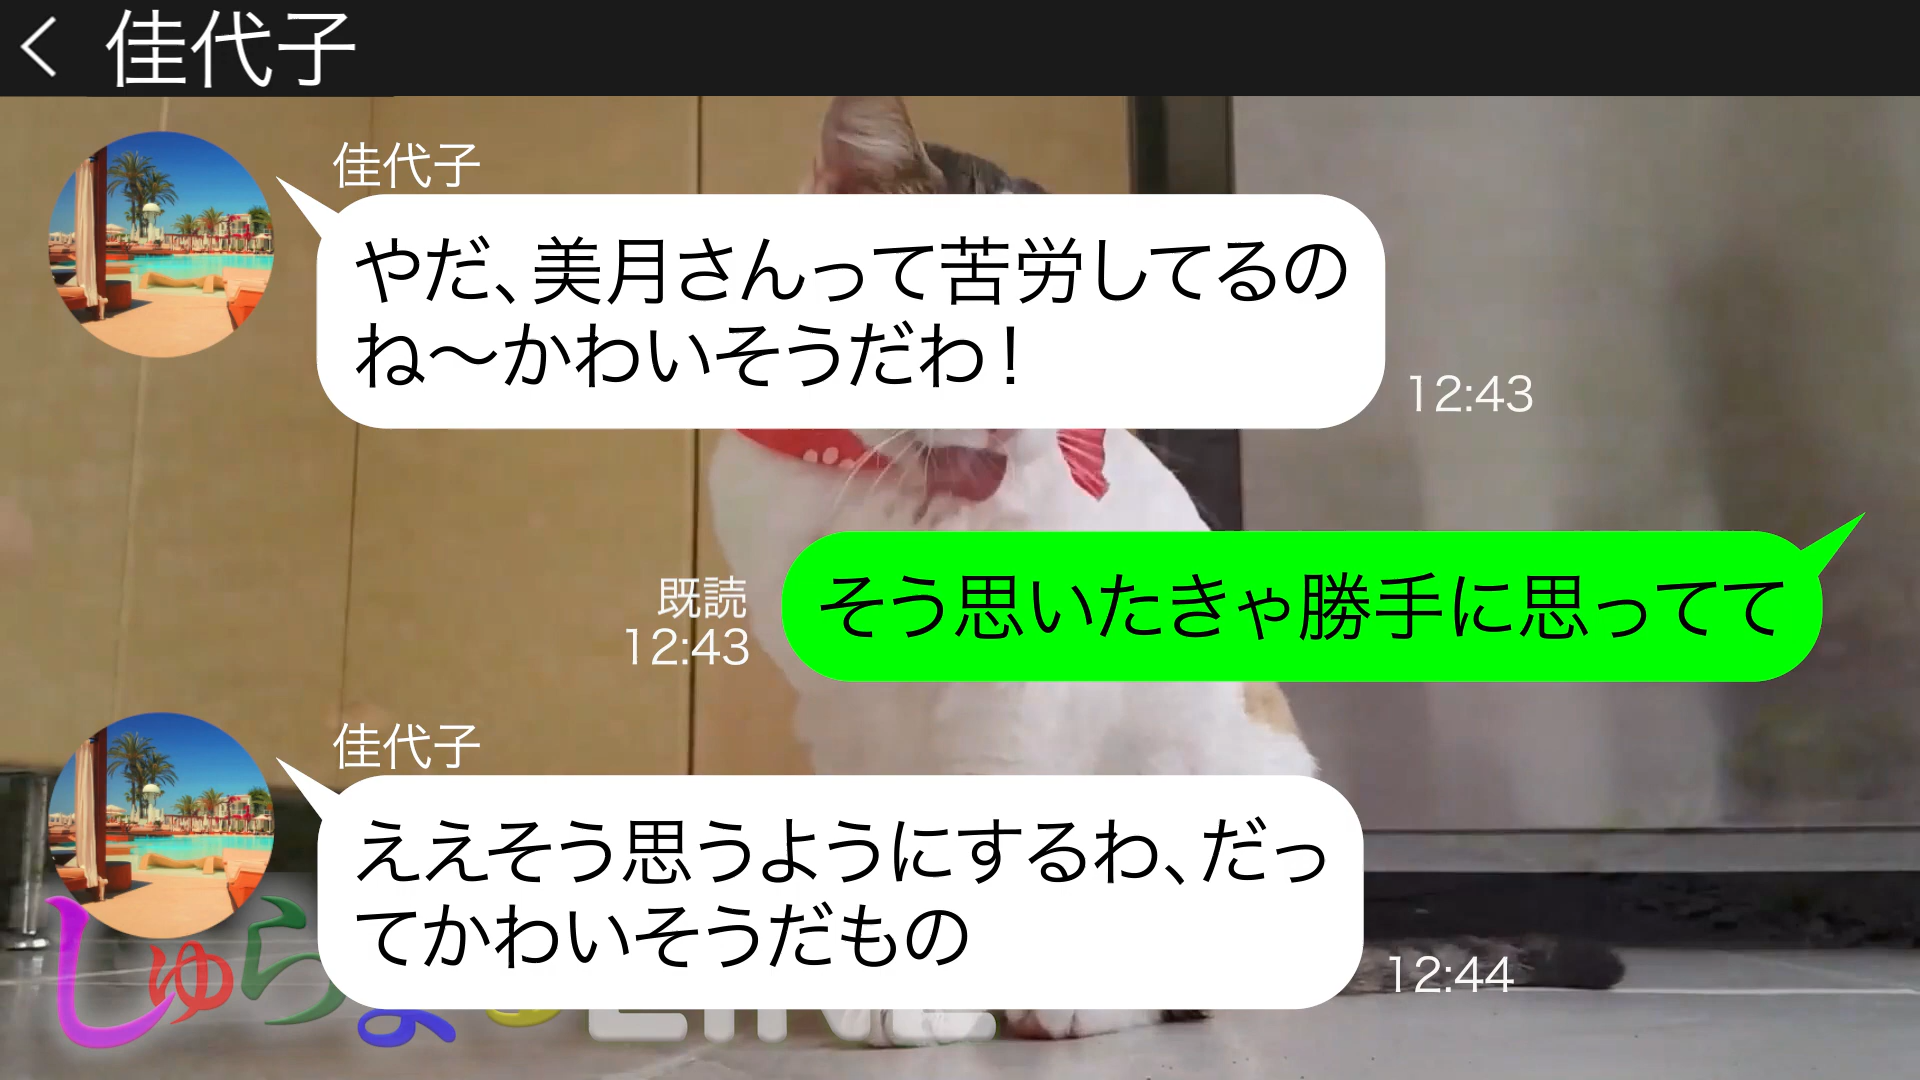 佳代子
佳代子
やだ、美月さんって苦労してるの
ね〜かわいそうだわ！
12:43
そう思いたきゃ勝手に思ってて
既読
12:43
佳代子
ええそう思うようにするわ、だっ
てかわいそうだもの
12:44
しゅら
LINE